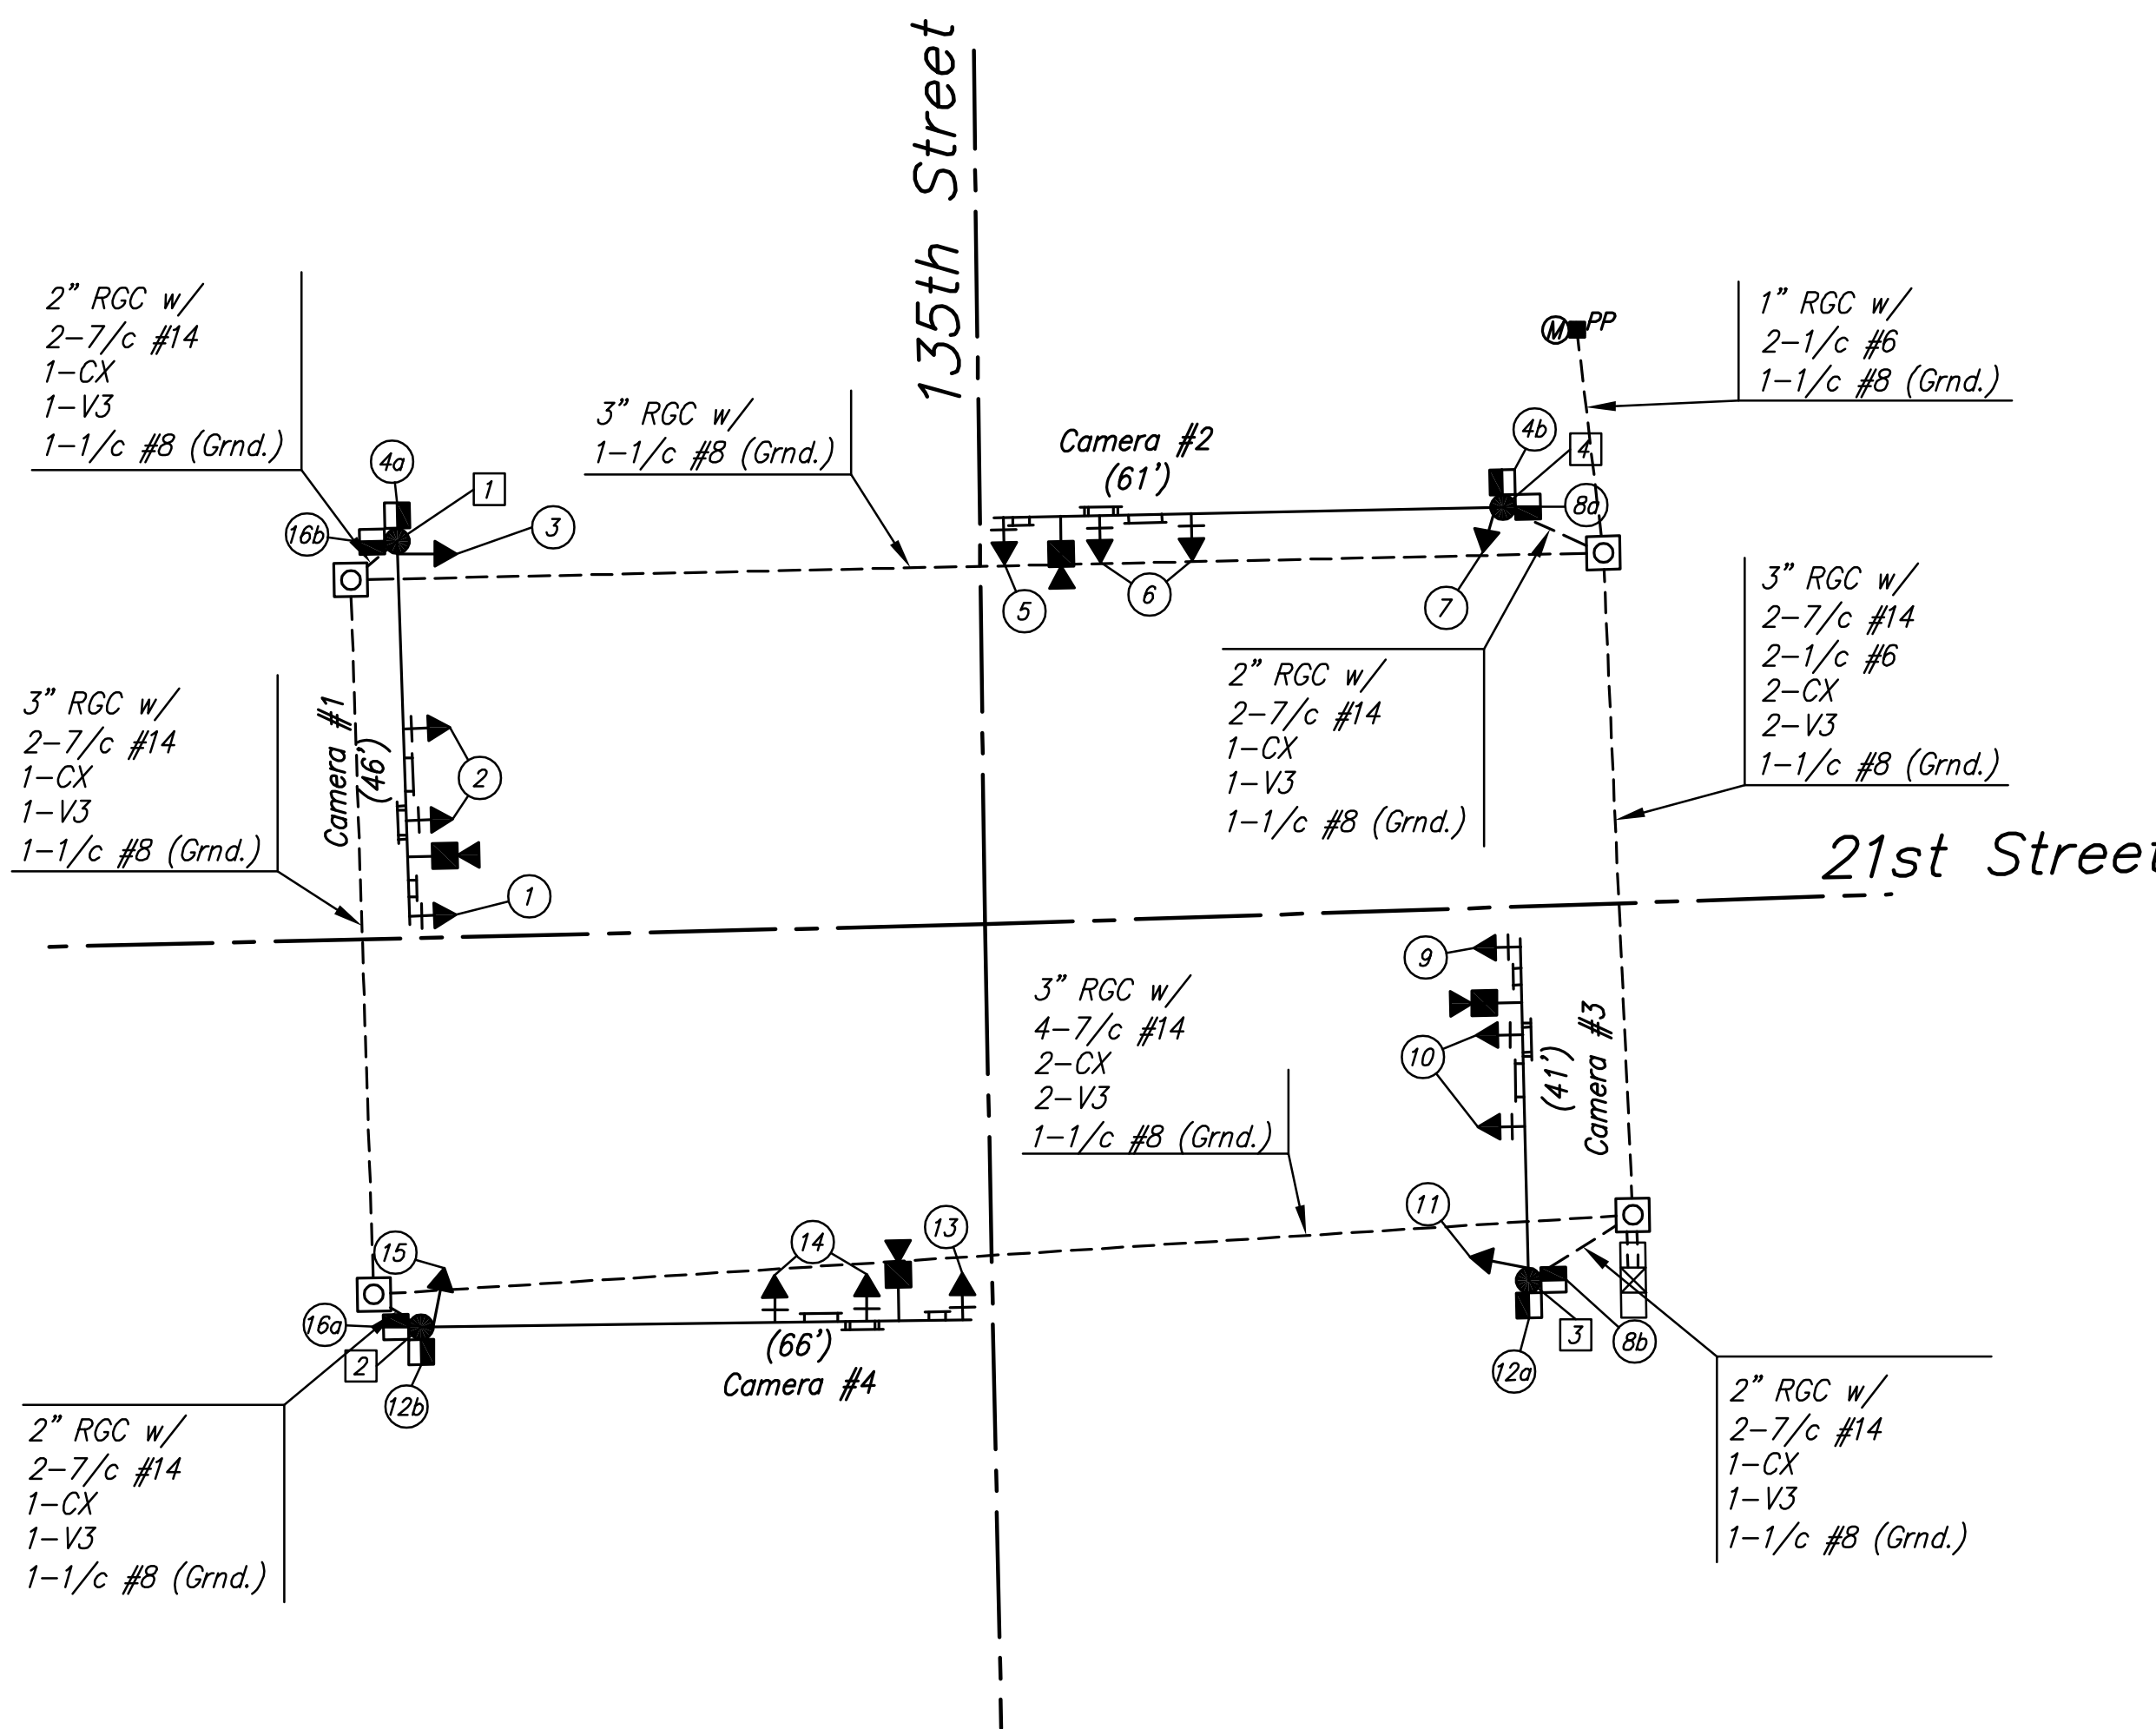 135th Street
2" RGC w/
2-7/c #14
1-CX
1-V3
1-1/c #8 (Grnd.)
3" RGC w/
1-1/c #8 (Grnd.)
1" RGC w/
2-1/c #6
1-1/c #8 (Grnd.)
M
PP
4a
1
16b
3
Camera #2
(61')
4b
4
8a
5
6
7
3" RGC w/
2-7/c #14
2-1/c #6
2-CX
2-V3
1-1/c #8 (Grnd.)
2" RGC w/
2-7/c #14
1-CX
1-V3
1-1/c #8 (Grnd.)
3" RGC w/
2-7/c #14
1-CX
1-V3
1-1/c #8 (Grnd.)
Camera #1
(46')
2
1
21st Street
9
10
(41')
Camera #3
3" RGC w/
4-7/c #14
2-CX
2-V3
1-1/c #8 (Grnd.)
11
15
14
13
16a
2
12b
(66')
Camera #4
3
8b
12a
2" RGC w/
2-7/c #14
1-CX
1-V3
1-1/c #8 (Grnd.)
2" RGC w/
2-7/c #14
1-CX
1-V3
1-1/c #8 (Grnd.)